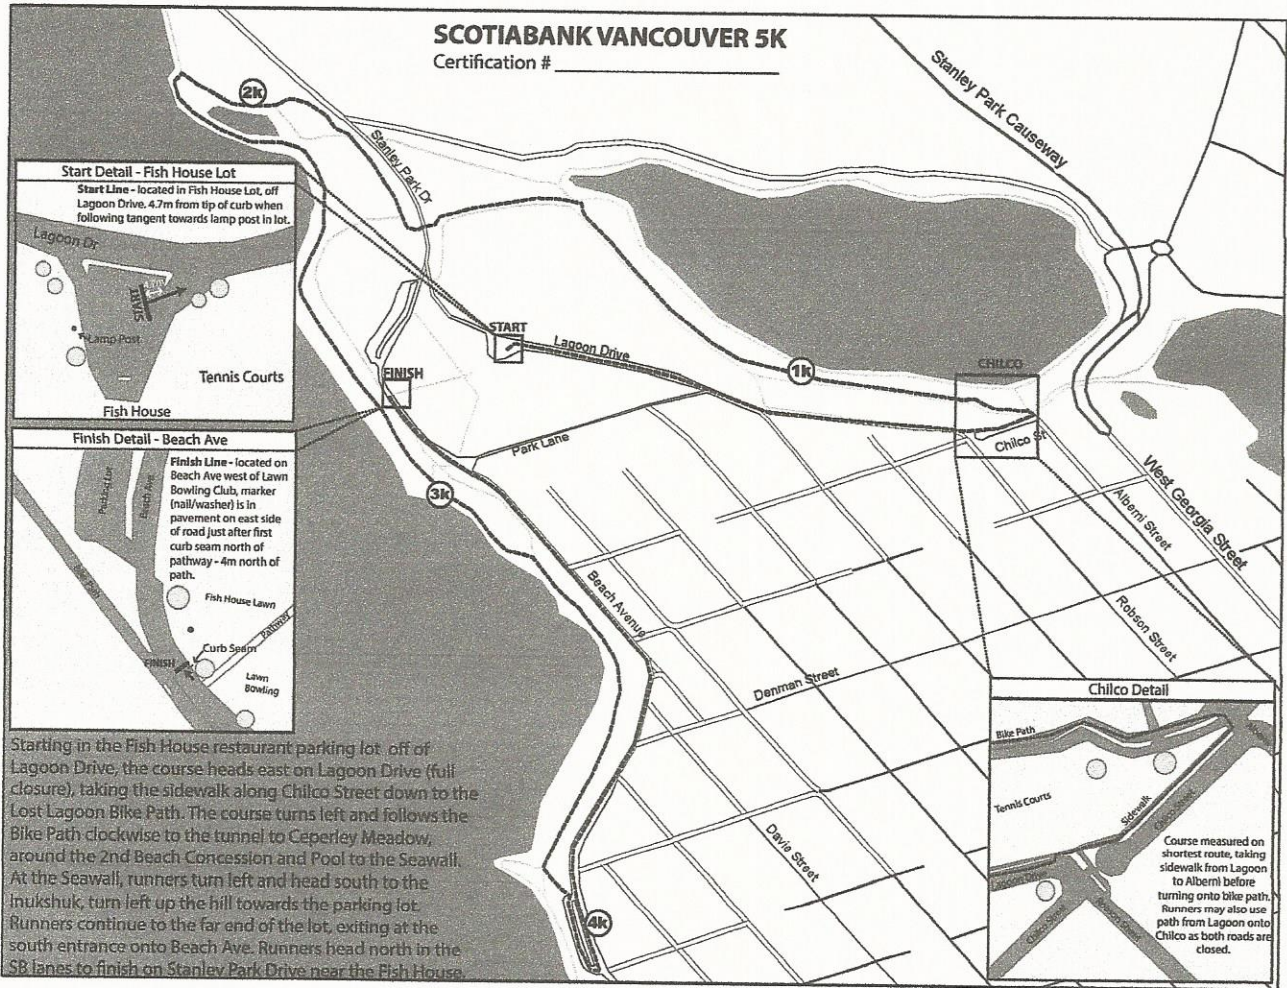 SCOTIABANK VANCOUVER 5K
Certification # ____________________
Stanley Park Causeway
2k
Stanley Park Dr
Start Detail - Fish House Lot
Start Line - located in Fish House Lot, off
Lagoon Drive. 4.7m from tip of curb when
following tangent towards lamp post in lot.
Lagoon Dr
START
Lamp Post
Tennis Courts
Fish House
START
Lagoon Drive
FINISH
1k
CHILCO
Chilco St
Park Lane
3k
West Georgia Street
Alberni Street
Robson Street
Beach Avenue
Denman Street
Davie Street
4k
Finish Detail - Beach Ave
Finish Line - located on
Beach Ave west of Lawn
Bowling Club, marker
(nail/washer) is in
pavement on east side
of road just after first
curb seam north of
pathway - 4m north of
path.
Beach Ave
Bike Path
Fish House Lawn
Pathway
Curb Seam
FINISH
Lawn
Bowling
Chilco Detail
Bike Path
Tennis Courts
Sidewalk
Chilco Street
Alberni
Lagoon Drive
Chilco Street
Robson Street
Course measured on
shortest route, taking
sidewalk from Lagoon
to Alberni before
turning onto bike path.
Runners may also use
path from Lagoon onto
Chilco as both roads are
closed.
Starting in the Fish House restaurant parking lot off of
Lagoon Drive, the course heads east on Lagoon Drive (full
closure), taking the sidewalk along Chilco Street down to the
Lost Lagoon Bike Path. The course turns left and follows the
Bike Path clockwise to the tunnel to Ceperley Meadow,
around the 2nd Beach Concession and Pool to the Seawall.
At the Seawall, runners turn left and head south to the
Inukshuk, turn left up the hill towards the parking lot.
Runners continue to the far end of the lot, exiting at the
south entrance onto Beach Ave. Runners head north in the
SB lanes to finish on Stanley Park Drive near the Fish House.